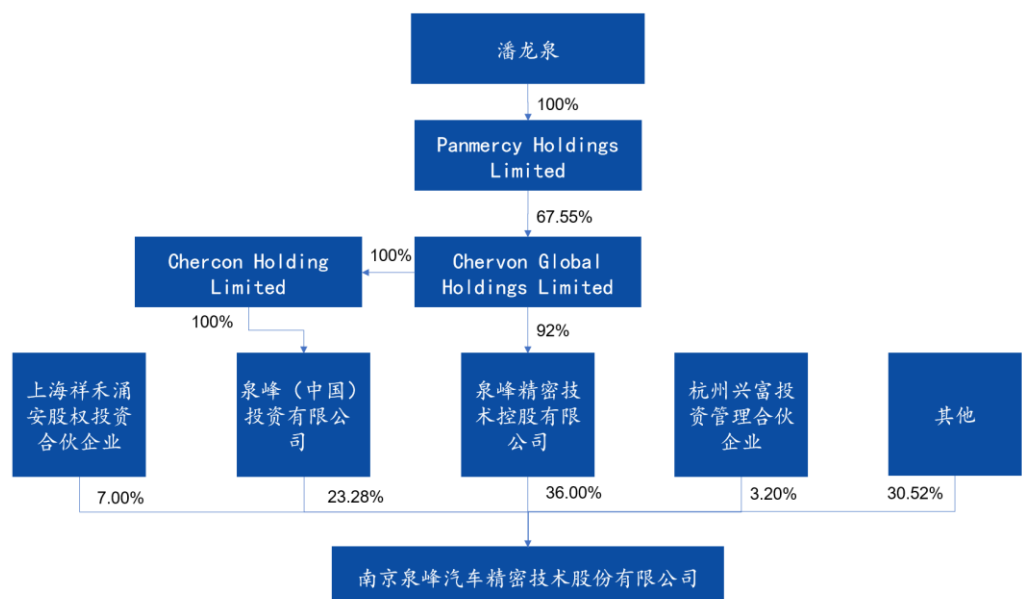 潘龙泉
100%
Panmercy Holdings
Limited
67.55%
Chercon Holding
Limited
100%
Chervon Global
Holdings Limited
100%
92%
上海祥禾涌
安股权投资
合伙企业
泉峰（中国）
投资有限公
司
泉峰精密技
术控股有限
公司
杭州兴富投
资管理合伙
企业
其他
7.00%
23.28%
36.00%
3.20%
30.52%
南京泉峰汽车精密技术股份有限公司